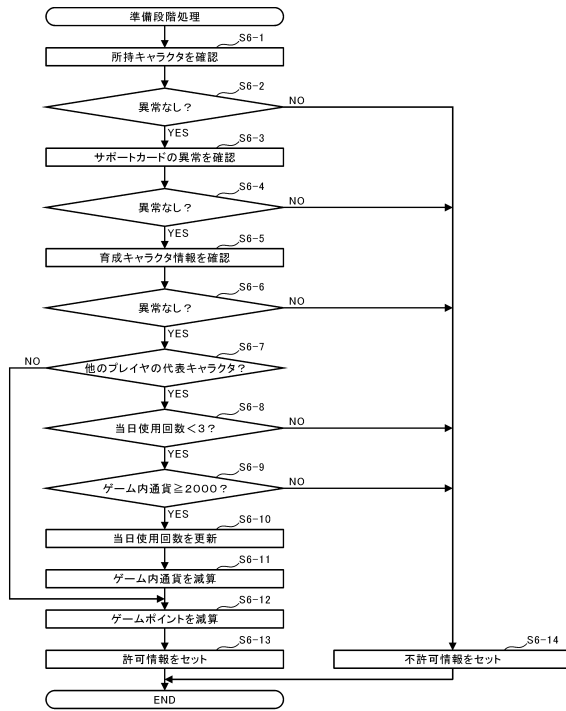 準備段階処理
S6-1
所持キャラクタを確認
S6-2
異常なし?
NO
YES
S6-3
サポートカードの異常を確認
S6-4
異常なし?
NO
YES
S6-5
育成キャラクタ情報を確認
S6-6
異常なし?
NO
YES
S6-7
NO
他のプレイヤの代表キャラクタ?
YES
S6-8
当日使用回数<3?
NO
YES
S6-9
ゲーム内通貨≧2000?
NO
YES
S6-10
当日使用回数を更新
S6-11
ゲーム内通貨を減算
S6-12
ゲームポイントを減算
S6-13
許可情報をセット
S6-14
不許可情報をセット
END